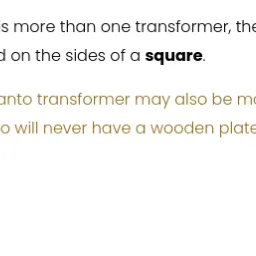 is more than one transformer, the
on the sides of a square.
anto transformer may also be
will never have a wooden plate